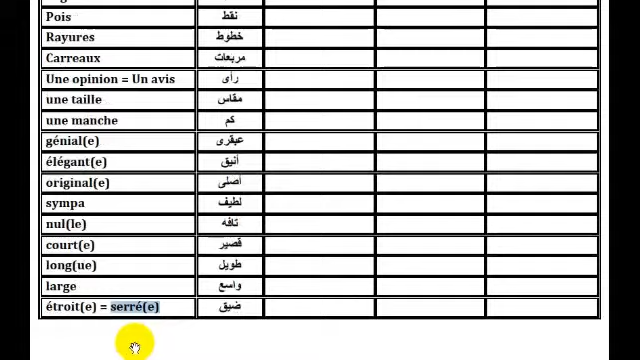 Pois نقط
Rayures خطوط
Carreaux مربعات
Une opinion = Un avis رأى
une taille مقاس
une manche كم
génial(e) عبقرى
élégant(e) أنيق
original(e) أصلى
sympa لطيف
nul(le) تافه
court(e) قصير
long(ue) طويل
large واسع
étroit(e) = serré(e) ضيق